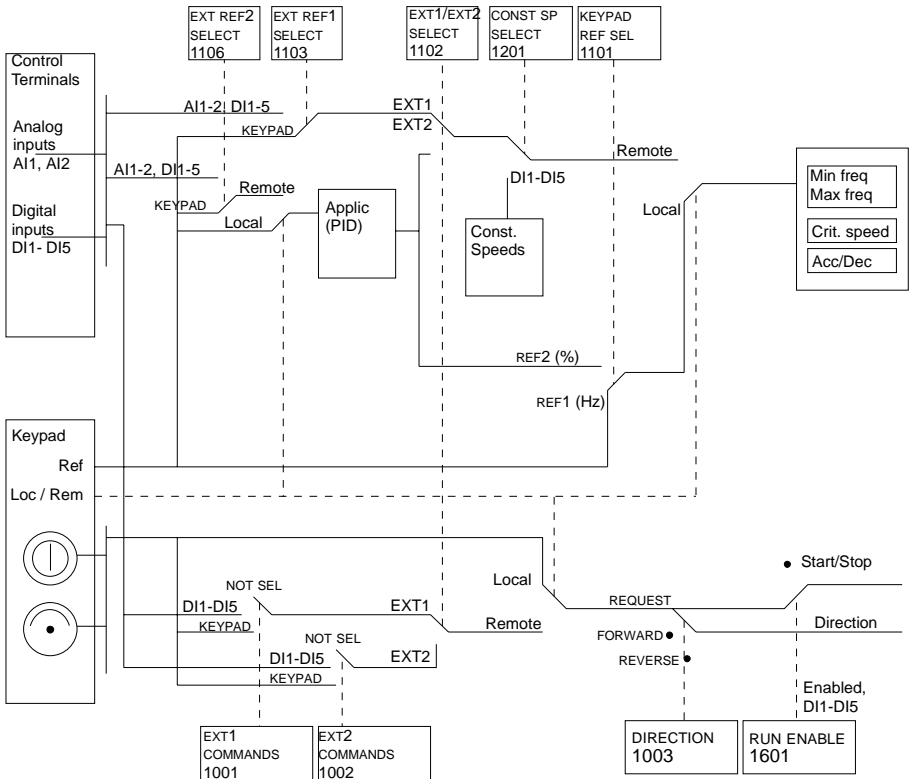 EXT REF2
SELECT
1106
EXT REF1
SELECT
1103
EXT1/EXT2
SELECT
1102
CONST SP
SELECT
1201
KEYPAD
REF SEL
1101
Control
Terminals
Analog
inputs
AI1, AI2
Digital
inputs
DI1- DI5
AI1-2, DI1-5
KEYPAD
EXT1
EXT2
Remote
AI1-2, DI1-5
KEYPAD
Remote
Local
Applic
(PID)
DI1-DI5
Const.
Speeds
Local
Min freq
Max freq
Crit. speed
Acc/Dec
REF2 (%)
REF1 (Hz)
Keypad
Ref
Loc / Rem
Local
Start/Stop
REQUEST
Direction
FORWARD
REVERSE
NOT SEL
DI1-DI5
KEYPAD
EXT1
Remote
NOT SEL
DI1-DI5
KEYPAD
EXT2
Enabled,
DI1-DI5
EXT1
COMMANDS
1001
EXT2
COMMANDS
1002
DIRECTION
1003
RUN ENABLE
1601